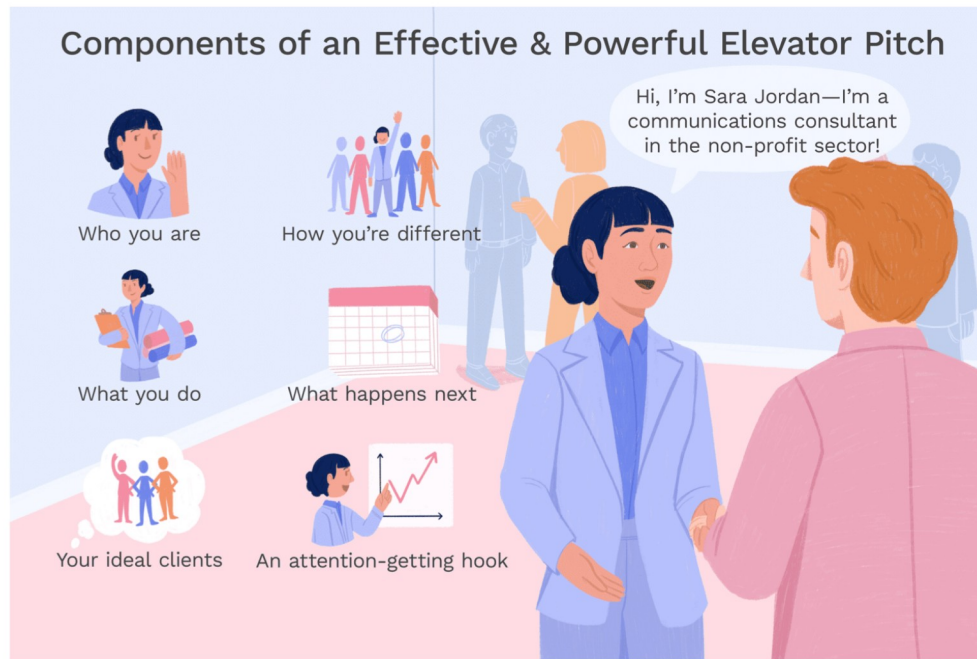 Components of an Effective & Powerful Elevator Pitch
Hi, I’m Sara Jordan—I’m a
communications consultant
in the non-profit sector!
Who you are
How you’re different
What you do
What happens next
Your ideal clients
An attention-getting hook